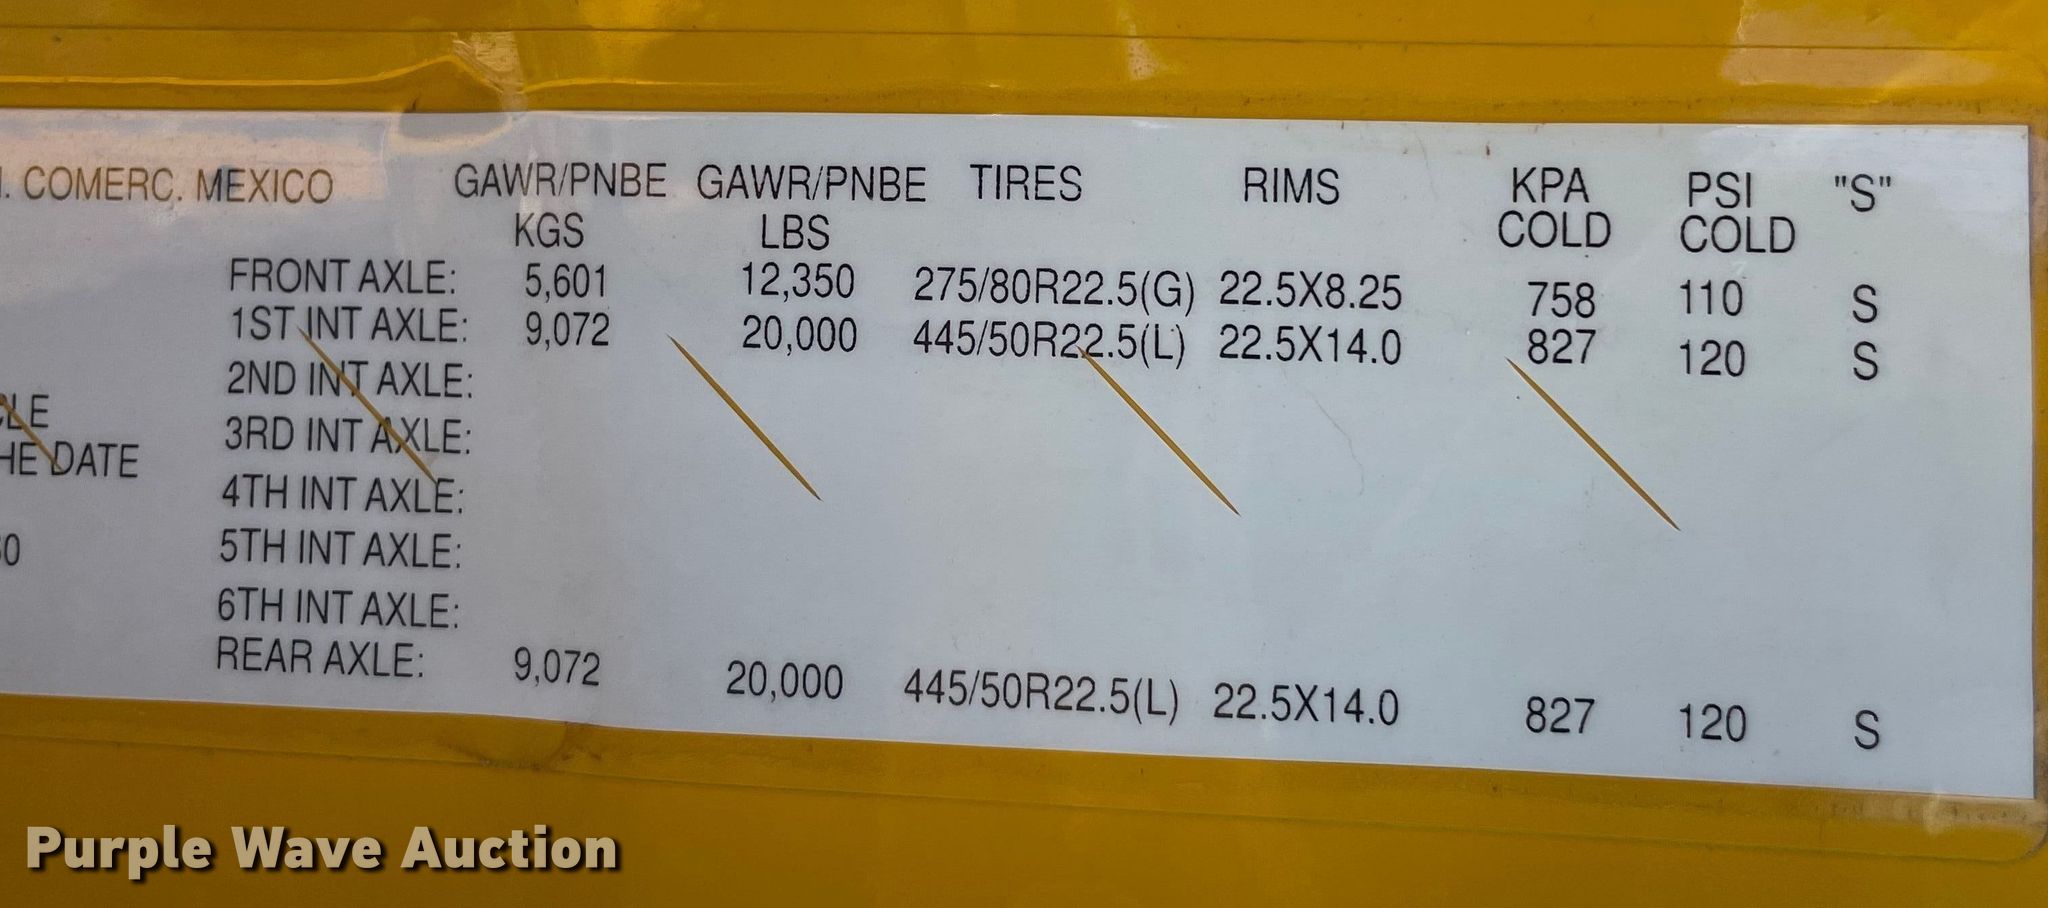 COMERC. MEXICO GAWR/PNBE GAWR/PNBE TIRES RIMS KPA PSI "S"
KGS LBS COLD COLD
FRONT AXLE: 5,601 12,350 275/80R22.5(G) 22.5X8.25 758 110 S
1ST INT AXLE: 9,072 20,000 445/50R22.5(L) 22.5X14.0 827 120 S
2ND INT AXLE:
3RD INT AXLE:
DATE
4TH INT AXLE:
5TH INT AXLE:
6TH INT AXLE:
REAR AXLE: 9,072 20,000 445/50R22.5(L) 22.5X14.0 827 120 S
Purple Wave Auction